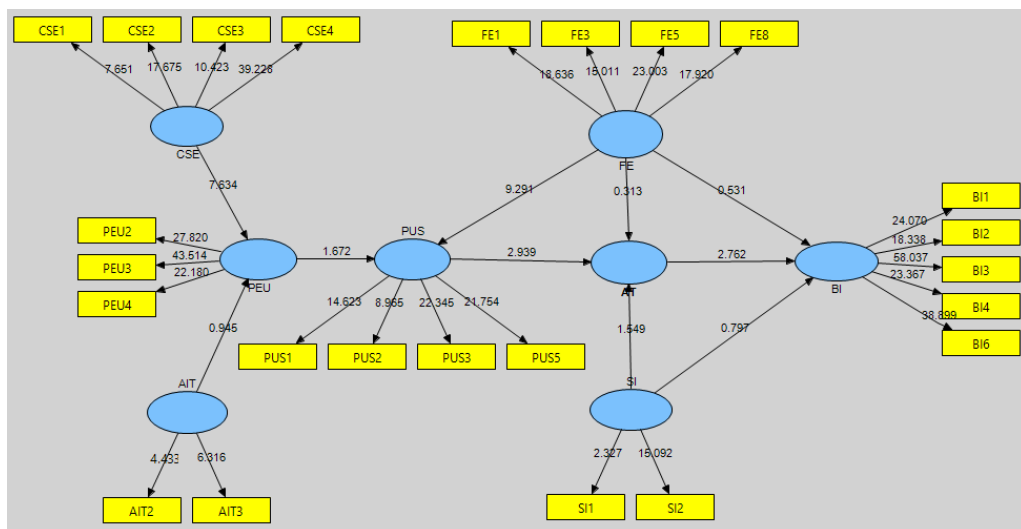 CSE1
CSE2
CSE3
CSE4
FE1
FE3
FE5
FE8
7.651
17.675
10.423
39.228
18.636
15.011
23.003
17.920
CSE
FE
7.634
9.291
0.313
0.531
PEU2
PEU3
PEU4
27.820
43.514
22.180
PEU
1.672
PUS
2.939
AT
2.762
BI
24.070
18.338
58.037
23.367
38.899
BI1
BI2
BI3
BI4
BI6
14.623
8.965
22.345
21.754
PUS1
PUS2
PUS3
PUS5
0.945
1.549
0.797
AIT
SI
4.433
6.316
2.327
15.092
AIT2
AIT3
SI1
SI2